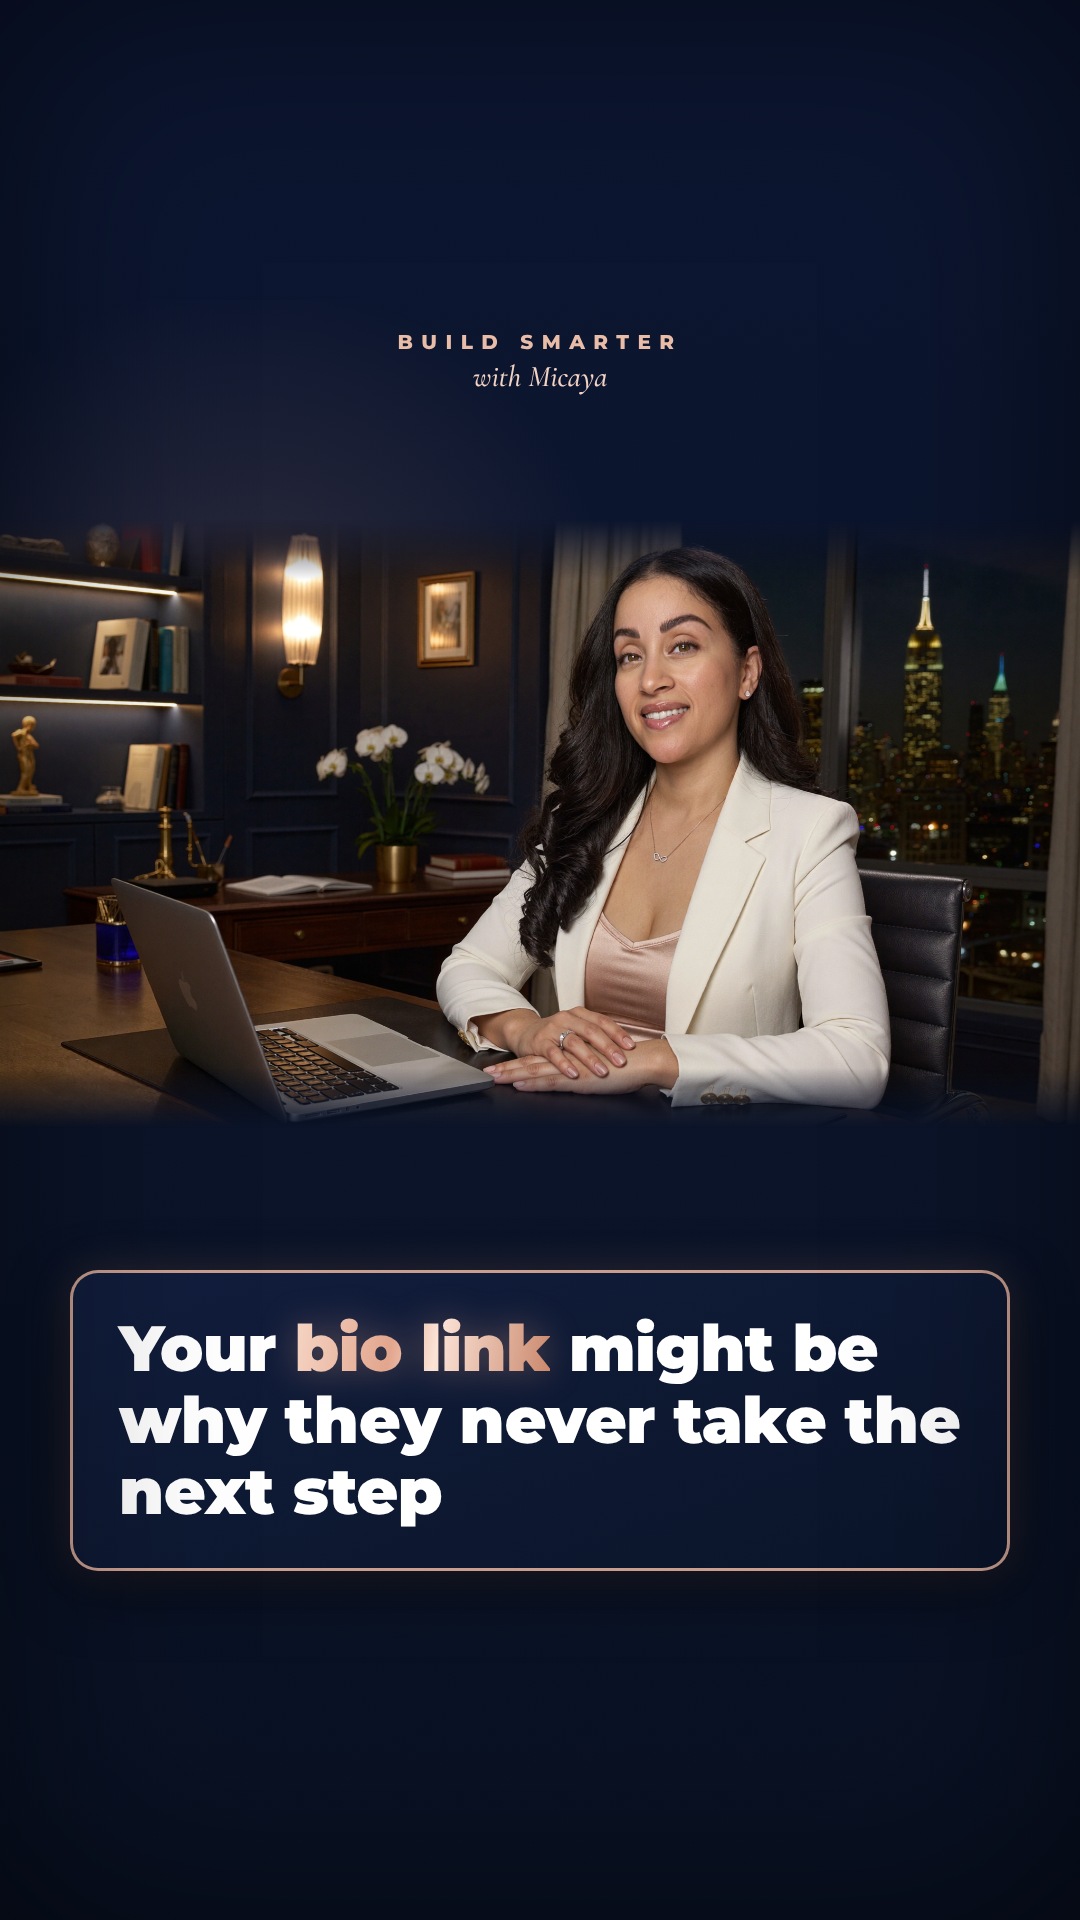 BUILD SMARTER
with Micaya
Your bio link might be
why they never take the
next step